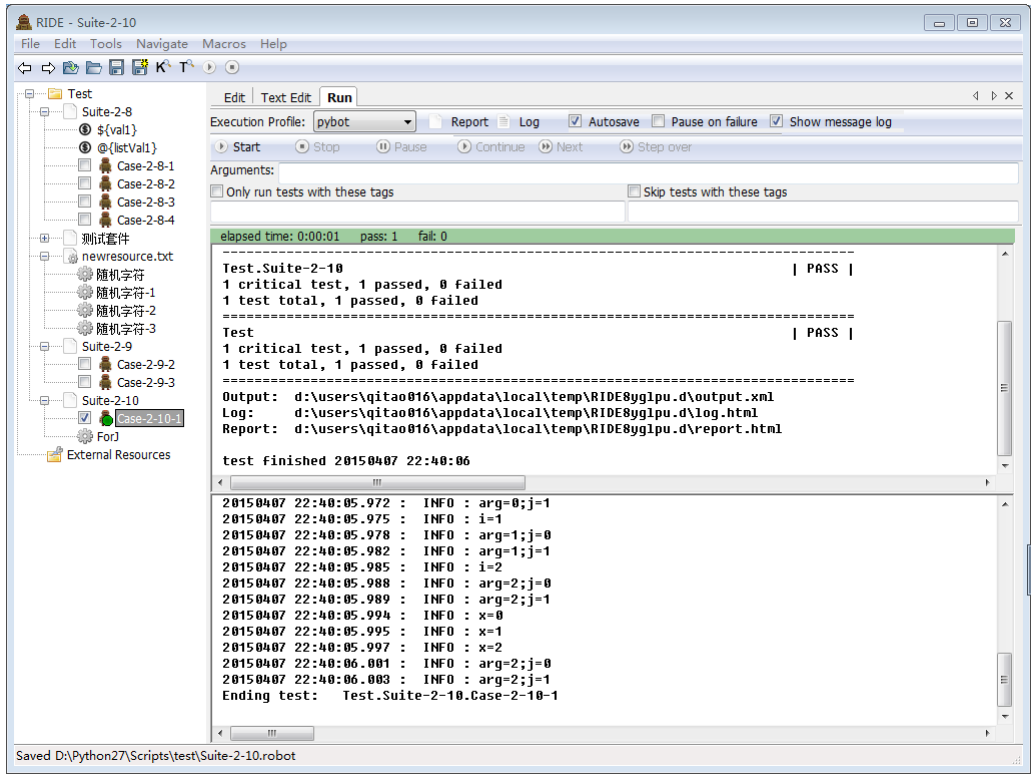 RIDE - Suite-2-10
File Edit Tools Navigate Macros Help
Test
Suite-2-8
${val1}
@{listVal1}
Case-2-8-1
Case-2-8-2
Case-2-8-3
Case-2-8-4
测试套件
newresource.txt
随机字符
随机字符-1
随机字符-2
随机字符-3
Suite-2-9
Case-2-9-2
Case-2-9-3
Suite-2-10
Case-2-10-1
ForJ
External Resources
Edit Text Edit Run
Execution Profile: pybot Report Log Autosave Pause on failure Show message log
Start Stop Pause Continue Next Step over
Arguments:
Only run tests with these tags Skip tests with these tags
elapsed time: 0:00:01 pass: 1 fail: 0
------------------------------------------------------------------------------
Test.Suite-2-10 | PASS |
1 critical test, 1 passed, 0 failed
1 test total, 1 passed, 0 failed
==============================================================================
Test | PASS |
1 critical test, 1 passed, 0 failed
1 test total, 1 passed, 0 failed
==============================================================================
Output: d:\users\qitao016\appdata\local\temp\RIDE8yglpu.d\output.xml
Log: d:\users\qitao016\appdata\local\temp\RIDE8yglpu.d\log.html
Report: d:\users\qitao016\appdata\local\temp\RIDE8yglpu.d\report.html
test finished 20150407 22:40:06
20150407 22:40:05.972 : INFO : arg=0;j=1
20150407 22:40:05.975 : INFO : i=1
20150407 22:40:05.978 : INFO : arg=1;j=0
20150407 22:40:05.982 : INFO : arg=1;j=1
20150407 22:40:05.985 : INFO : i=2
20150407 22:40:05.988 : INFO : arg=2;j=0
20150407 22:40:05.989 : INFO : arg=2;j=1
20150407 22:40:05.994 : INFO : x=0
20150407 22:40:05.995 : INFO : x=1
20150407 22:40:05.997 : INFO : x=2
20150407 22:40:06.001 : INFO : arg=2;j=0
20150407 22:40:06.003 : INFO : arg=2;j=1
Ending test: Test.Suite-2-10.Case-2-10-1
Saved D:\Python27\Scripts\test\Suite-2-10.robot